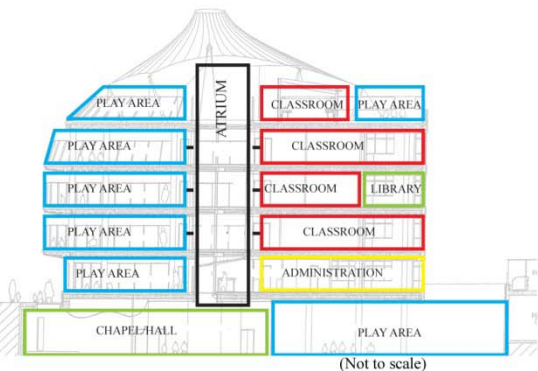 PLAY AREA
ATRIUM
CLASSROOM
PLAY AREA
PLAY AREA
CLASSROOM
PLAY AREA
CLASSROOM
LIBRARY
PLAY AREA
CLASSROOM
PLAY AREA
ADMINISTRATION
CHAPEL/HALL
PLAY AREA
(Not to scale)